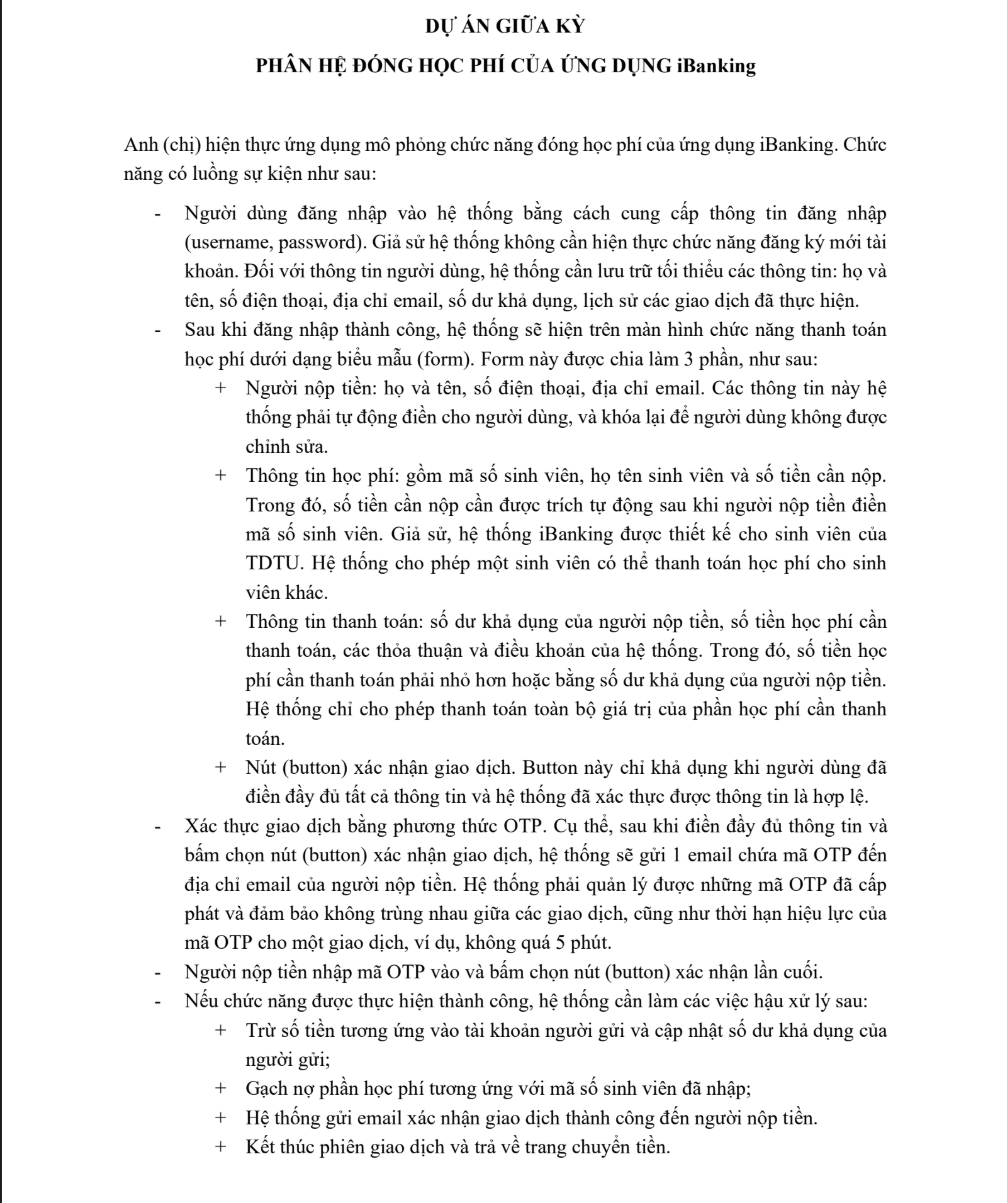 DỰ ÁN GIỮA KỲ
PHÂN HỆ ĐÓNG HỌC PHÍ CỦA ỨNG DỤNG iBanking
Anh (chị) hiện thực ứng dụng mô phỏng chức năng đóng học phí của ứng dụng iBanking. Chức
năng có luồng sự kiện như sau:
- Người dùng đăng nhập vào hệ thống bằng cách cung cấp thông tin đăng nhập
(username, password). Giả sử hệ thống không cần hiện thực chức năng đăng ký mới tài
khoản. Đối với thông tin người dùng, hệ thống cần lưu trữ tối thiểu các thông tin: họ và
tên, số điện thoại, địa chỉ email, số dư khả dụng, lịch sử các giao dịch đã thực hiện.
- Sau khi đăng nhập thành công, hệ thống sẽ hiện trên màn hình chức năng thanh toán
học phí dưới dạng biểu mẫu (form). Form này được chia làm 3 phần, như sau:
+ Người nộp tiền: họ và tên, số điện thoại, địa chỉ email. Các thông tin này hệ
thống phải tự động điền cho người dùng, và khóa lại để người dùng không được
chỉnh sửa.
+ Thông tin học phí: gồm mã số sinh viên, họ tên sinh viên và số tiền cần nộp.
Trong đó, số tiền cần nộp cần được trích tự động sau khi người nộp tiền điền
mã số sinh viên. Giả sử, hệ thống iBanking được thiết kế cho sinh viên của
TDTU. Hệ thống cho phép một sinh viên có thể thanh toán học phí cho sinh
viên khác.
+ Thông tin thanh toán: số dư khả dụng của người nộp tiền, số tiền học phí cần
thanh toán, các thỏa thuận và điều khoản của hệ thống. Trong đó, số tiền học
phí cần thanh toán phải nhỏ hơn hoặc bằng số dư khả dụng của người nộp tiền.
Hệ thống chỉ cho phép thanh toán toàn bộ giá trị của phần học phí cần thanh
toán.
+ Nút (button) xác nhận giao dịch. Button này chỉ khả dụng khi người dùng đã
điền đầy đủ tất cả thông tin và hệ thống đã xác thực được thông tin là hợp lệ.
- Xác thực giao dịch bằng phương thức OTP. Cụ thể, sau khi điền đầy đủ thông tin và
bấm chọn nút (button) xác nhận giao dịch, hệ thống sẽ gửi 1 email chứa mã OTP đến
địa chỉ email của người nộp tiền. Hệ thống phải quản lý được những mã OTP đã cấp
phát và đảm bảo không trùng nhau giữa các giao dịch, cũng như thời hạn hiệu lực của
mã OTP cho một giao dịch, ví dụ, không quá 5 phút.
- Người nộp tiền nhập mã OTP vào và bấm chọn nút (button) xác nhận lần cuối.
- Nếu chức năng được thực hiện thành công, hệ thống cần làm các việc hậu xử lý sau:
+ Trừ số tiền tương ứng vào tài khoản người gửi và cập nhật số dư khả dụng của
người gửi;
+ Gạch nợ phần học phí tương ứng với mã số sinh viên đã nhập;
+ Hệ thống gửi email xác nhận giao dịch thành công đến người nộp tiền.
+ Kết thúc phiên giao dịch và trả về trang chuyển tiền.